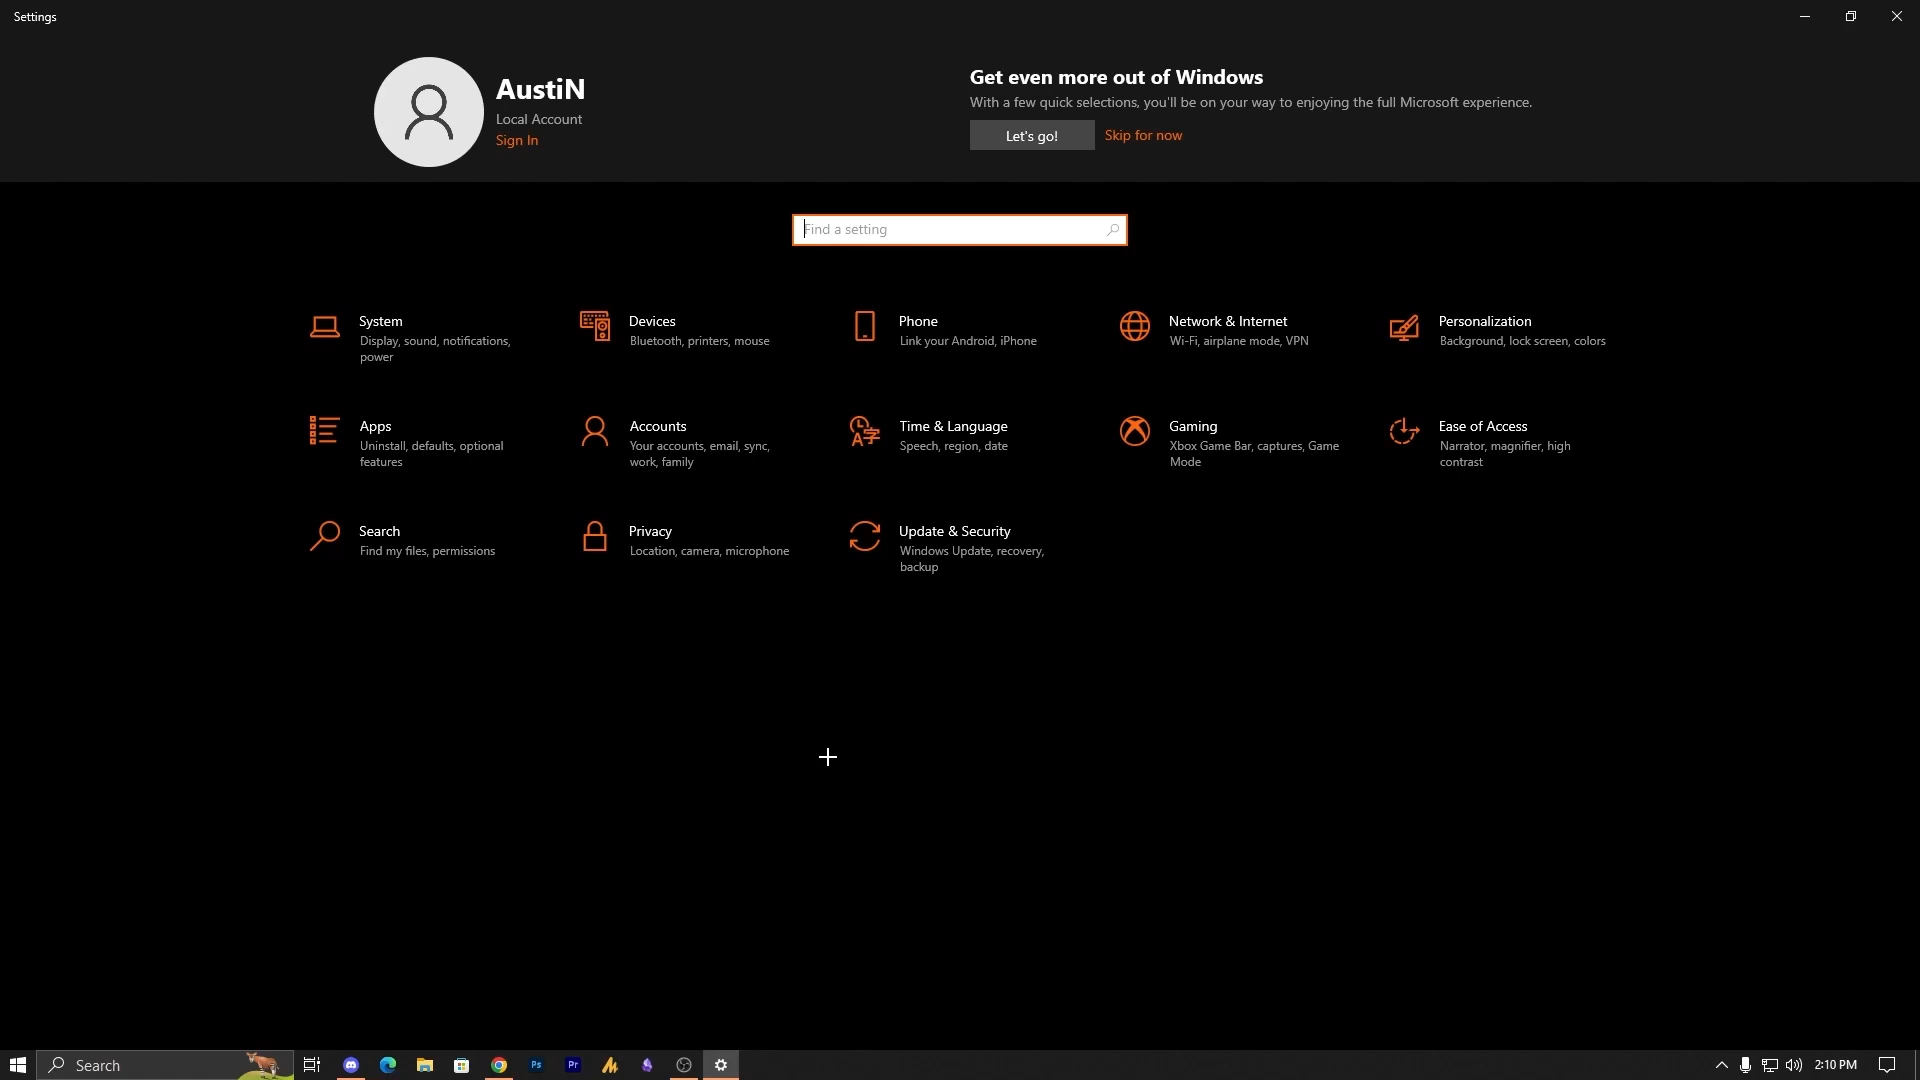 Settings
AustiN
Local Account
Sign In
Get even more out of Windows
With a few quick selections, you'll be on your way to enjoying the full Microsoft experience.
Let's go!
Skip for now
Find a setting
System
Display, sound, notifications,
power
Devices
Bluetooth, printers, mouse
Phone
Link your Android, iPhone
Network & Internet
Wi-Fi, airplane mode, VPN
Personalization
Background, lock screen, colors
Apps
Uninstall, defaults, optional
features
Accounts
Your accounts, email, sync,
work, family
Time & Language
Speech, region, date
Gaming
Xbox Game Bar, captures, Game
Mode
Ease of Access
Narrator, magnifier, high
contrast
Search
Find my files, permissions
Privacy
Location, camera, microphone
Update & Security
Windows Update, recovery,
backup
Search
Ps
Pr
2:10 PM